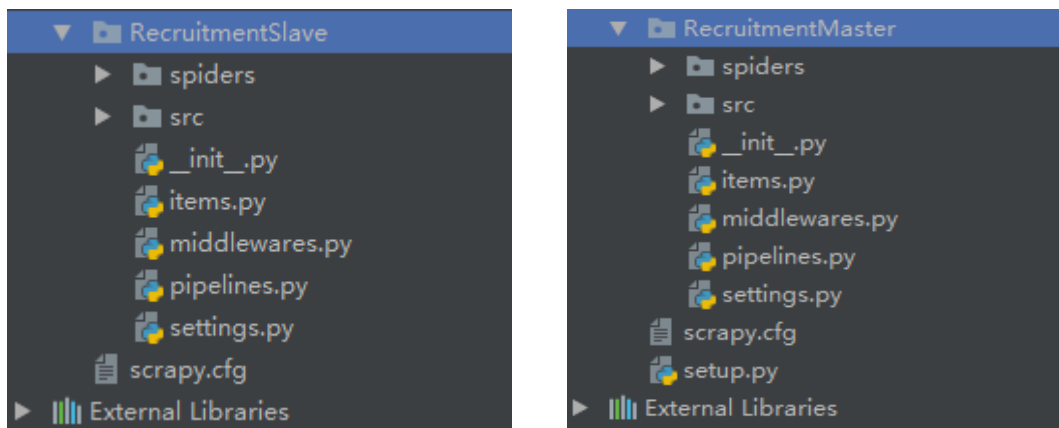 RecruitmentSlave
spiders
src
__init__.py
items.py
middlewares.py
pipelines.py
settings.py
scrapy.cfg
External Libraries
RecruitmentMaster
spiders
src
__init__.py
items.py
middlewares.py
pipelines.py
settings.py
scrapy.cfg
setup.py
External Libraries